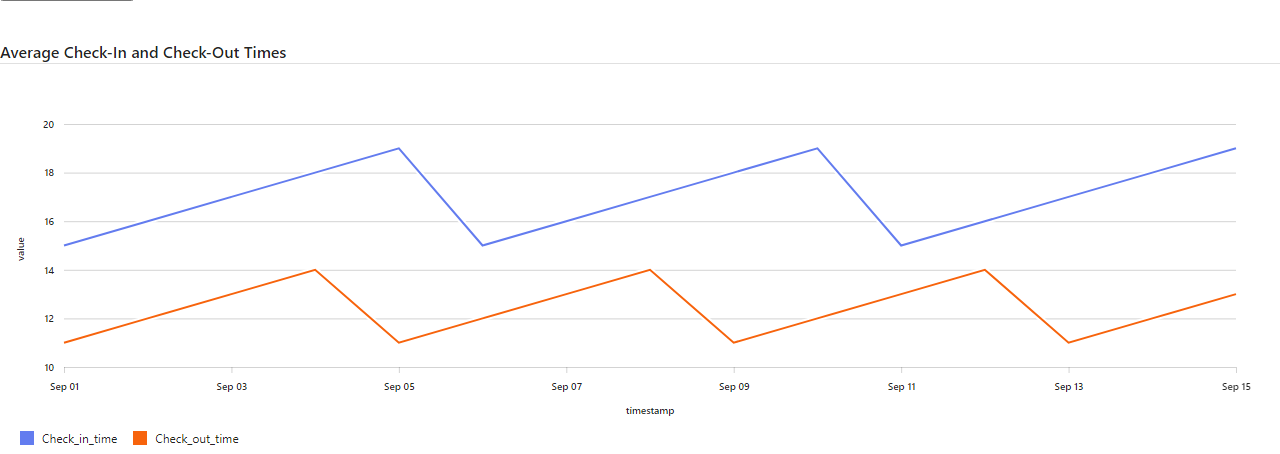 Average Check-In and Check-Out Times
20
18
16
14
12
10
value
Sep 01 Sep 03 Sep 05 Sep 07 Sep 09 Sep 11 Sep 13 Sep 15
timestamp
Check_in_time Check_out_time